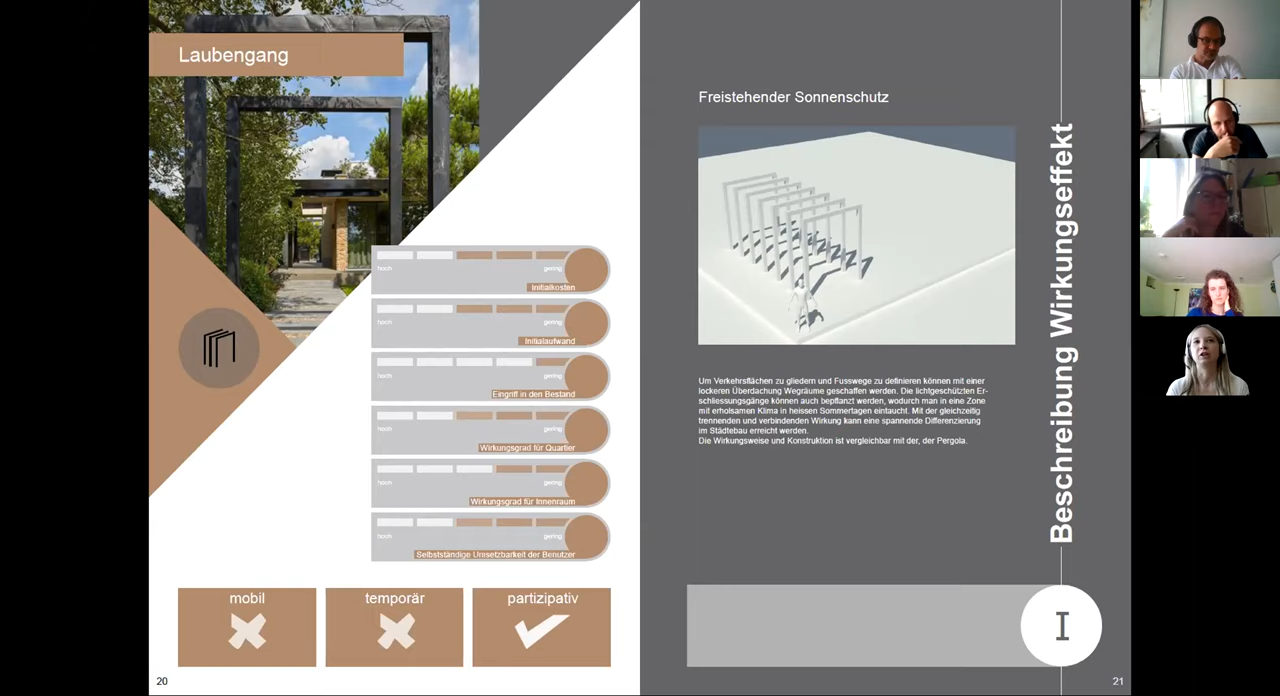 Laubengang
hoch
gering
Initialkosten
hoch
gering
Initialaufwand
hoch
gering
Eingriff in den Bestand
hoch
gering
Wirkungsgrad für Quartier
hoch
gering
Wirkungsgrad für Innenraum
hoch
gering
Selbstständige Umsetzbarkeit der Benutzer
mobil
temporär
partizipativ
20
Freistehender Sonnenschutz
Um Verkehrsflächen zu gliedern und Fusswege zu definieren können mit einer
lockeren Überdachung Wegräume geschaffen werden. Die lichtgeschützten Er-
schliessungsgänge können auch bepflanzt werden, wodurch man in eine Zone
mit erholsamen Klima in heissen Sommertagen eintaucht. Mit der gleichzeitig
trennenden und verbindenden Wirkung kann eine spannende Differenzierung
im Städtebau erreicht werden.
Die Wirkungsweise und Konstruktion ist vergleichbar mit der, der Pergola.
Beschreibung Wirkungseffekt
I
21